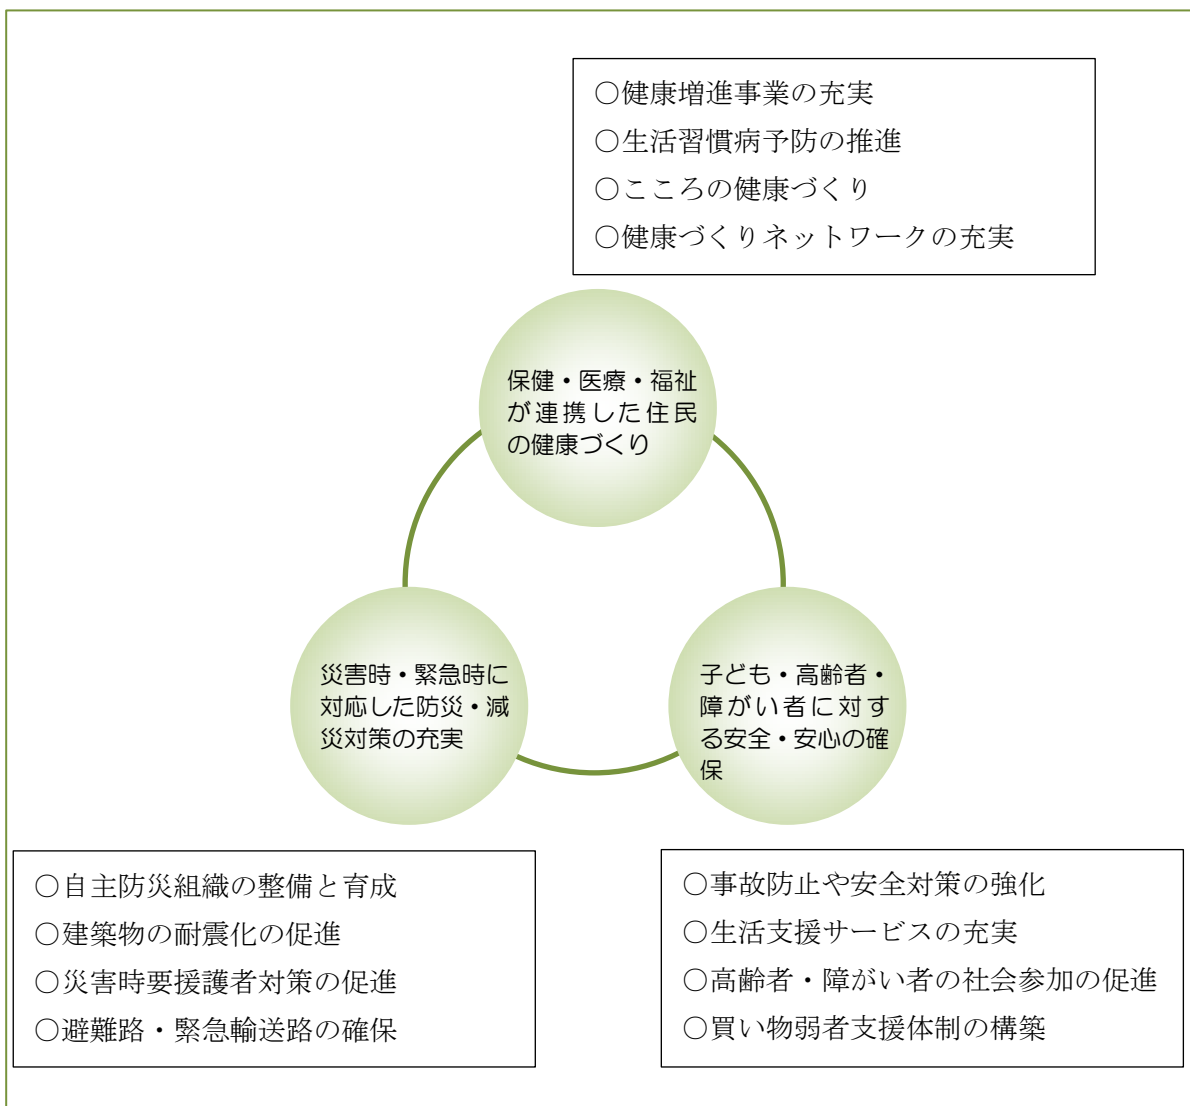 ○健康増進事業の充実
○生活習慣病予防の推進
○こころの健康づくり
○健康づくりネットワークの充実
保健・医療・福祉
が連携した住民
の健康づくり
災害時・緊急時に
対応した防災・減
災対策の充実
子ども・高齢者・
障がい者に対す
る安全・安心の確
保
○自主防災組織の整備と育成
○建築物の耐震化の促進
○災害時要援護者対策の促進
○避難路・緊急輸送路の確保
○事故防止や安全対策の強化
○生活支援サービスの充実
○高齢者・障がい者の社会参加の促進
○買い物弱者支援体制の構築